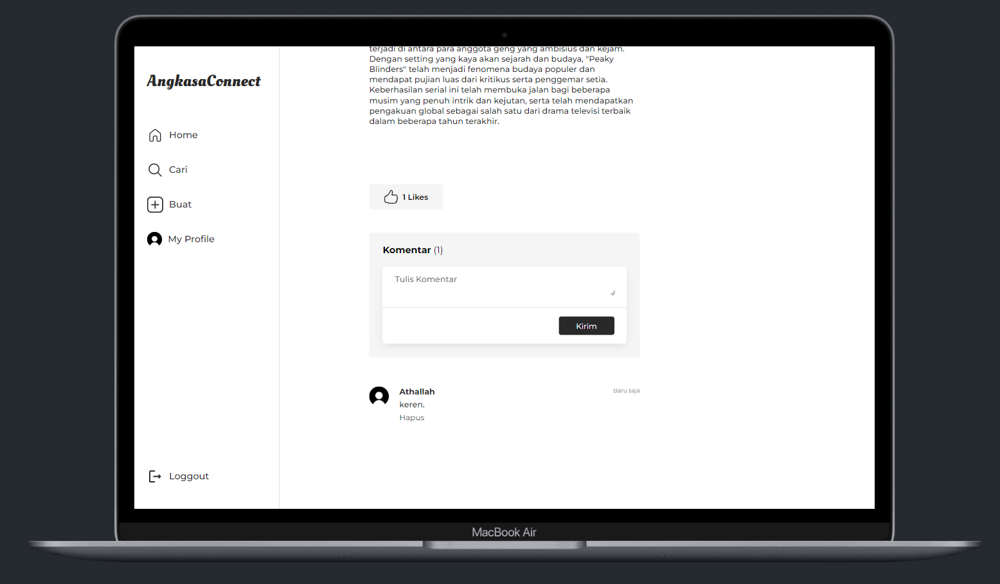 AngkasaConnect
Home
Cari
Buat
My Profile
Loggout
terjadi di antara para anggota geng yang ambisius dan kejam.
Dengan setting yang kaya akan sejarah dan budaya, "Peaky
Blinders" telah menjadi fenomena budaya populer dan
mendapat pujian luas dari kritikus serta penggemar setia.
Keberhasilan serial ini telah membuka jalan bagi beberapa
musim yang penuh intrik dan kejutan, serta telah mendapatkan
pengakuan global sebagai salah satu dari drama televisi terbaik
dalam beberapa tahun terakhir.
1 Likes
Komentar (1)
Tulis Komentar
Kirim
Athallah
Baru saja
keren.
Hapus
MacBook Air